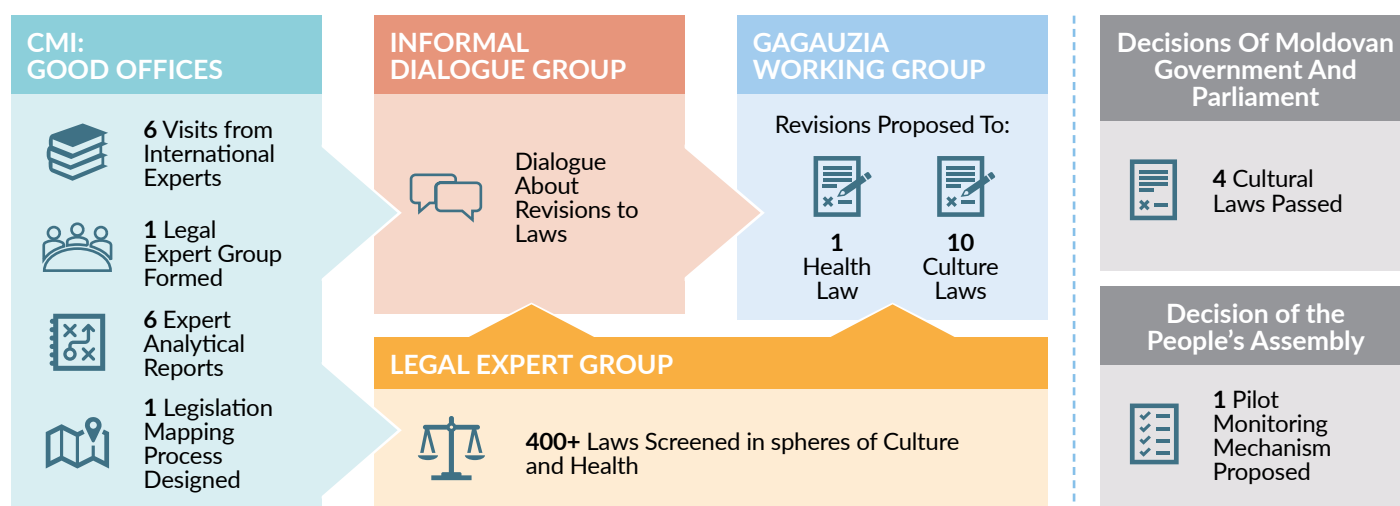 CMI:
GOOD OFFICES
6 Visits from
International
Experts
1 Legal
Expert Group
Formed
6 Expert
Analytical
Reports
1 Legislation
Mapping
Process
Designed
INFORMAL
DIALOGUE GROUP
Dialogue
About
Revisions to
Laws
GAGAUZIA
WORKING GROUP
Revisions Proposed To:
1
Health
Law
10
Culture
Laws
LEGAL EXPERT GROUP
400+ Laws Screened in spheres of Culture
and Health
Decisions Of Moldovan
Government And
Parliament
4 Cultural
Laws Passed
Decision of the
People’s Assembly
1 Pilot
Monitoring
Mechanism
Proposed